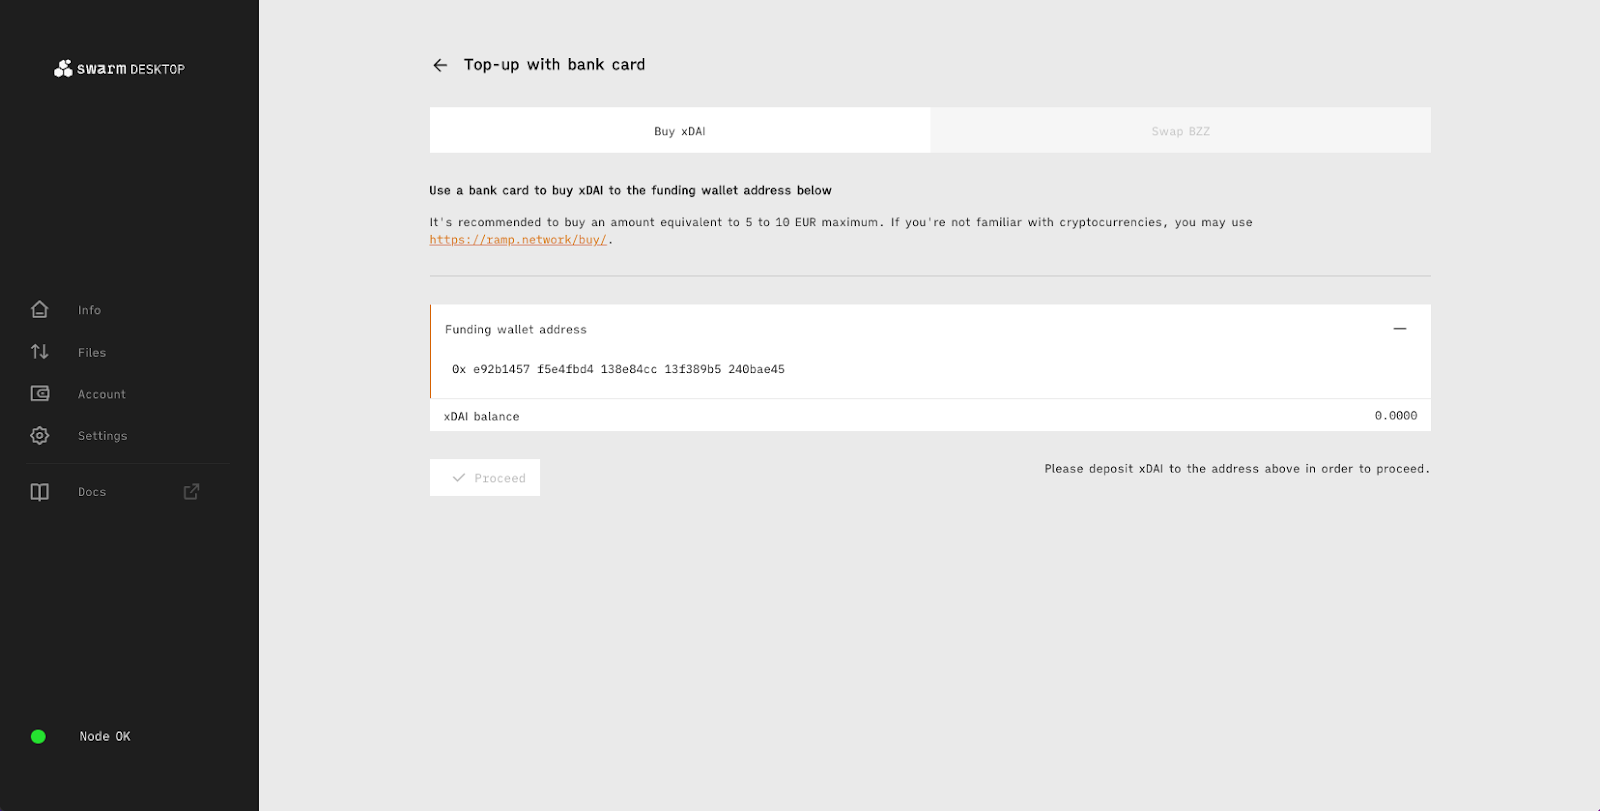 swarm DESKTOP
Info
Files
Account
Settings
Docs
Node OK
Top-up with bank card
Buy xDAI
Swap BZZ
Use a bank card to buy xDAI to the funding wallet address below
It's recommended to buy an amount equivalent to 5 to 10 EUR maximum. If you're not familiar with cryptocurrencies, you may use
https://ramp.network/buy/.
Funding wallet address
0x e92b1457 f5e4fbd4 138e84cc 13f389b5 240bae45
xDAI balance
0.0000
Proceed
Please deposit xDAI to the address above in order to proceed.